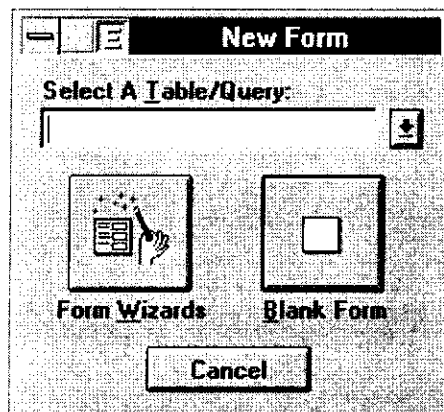 New Form
Select A Table/Query:
Form Wizards
Blank Form
Cancel